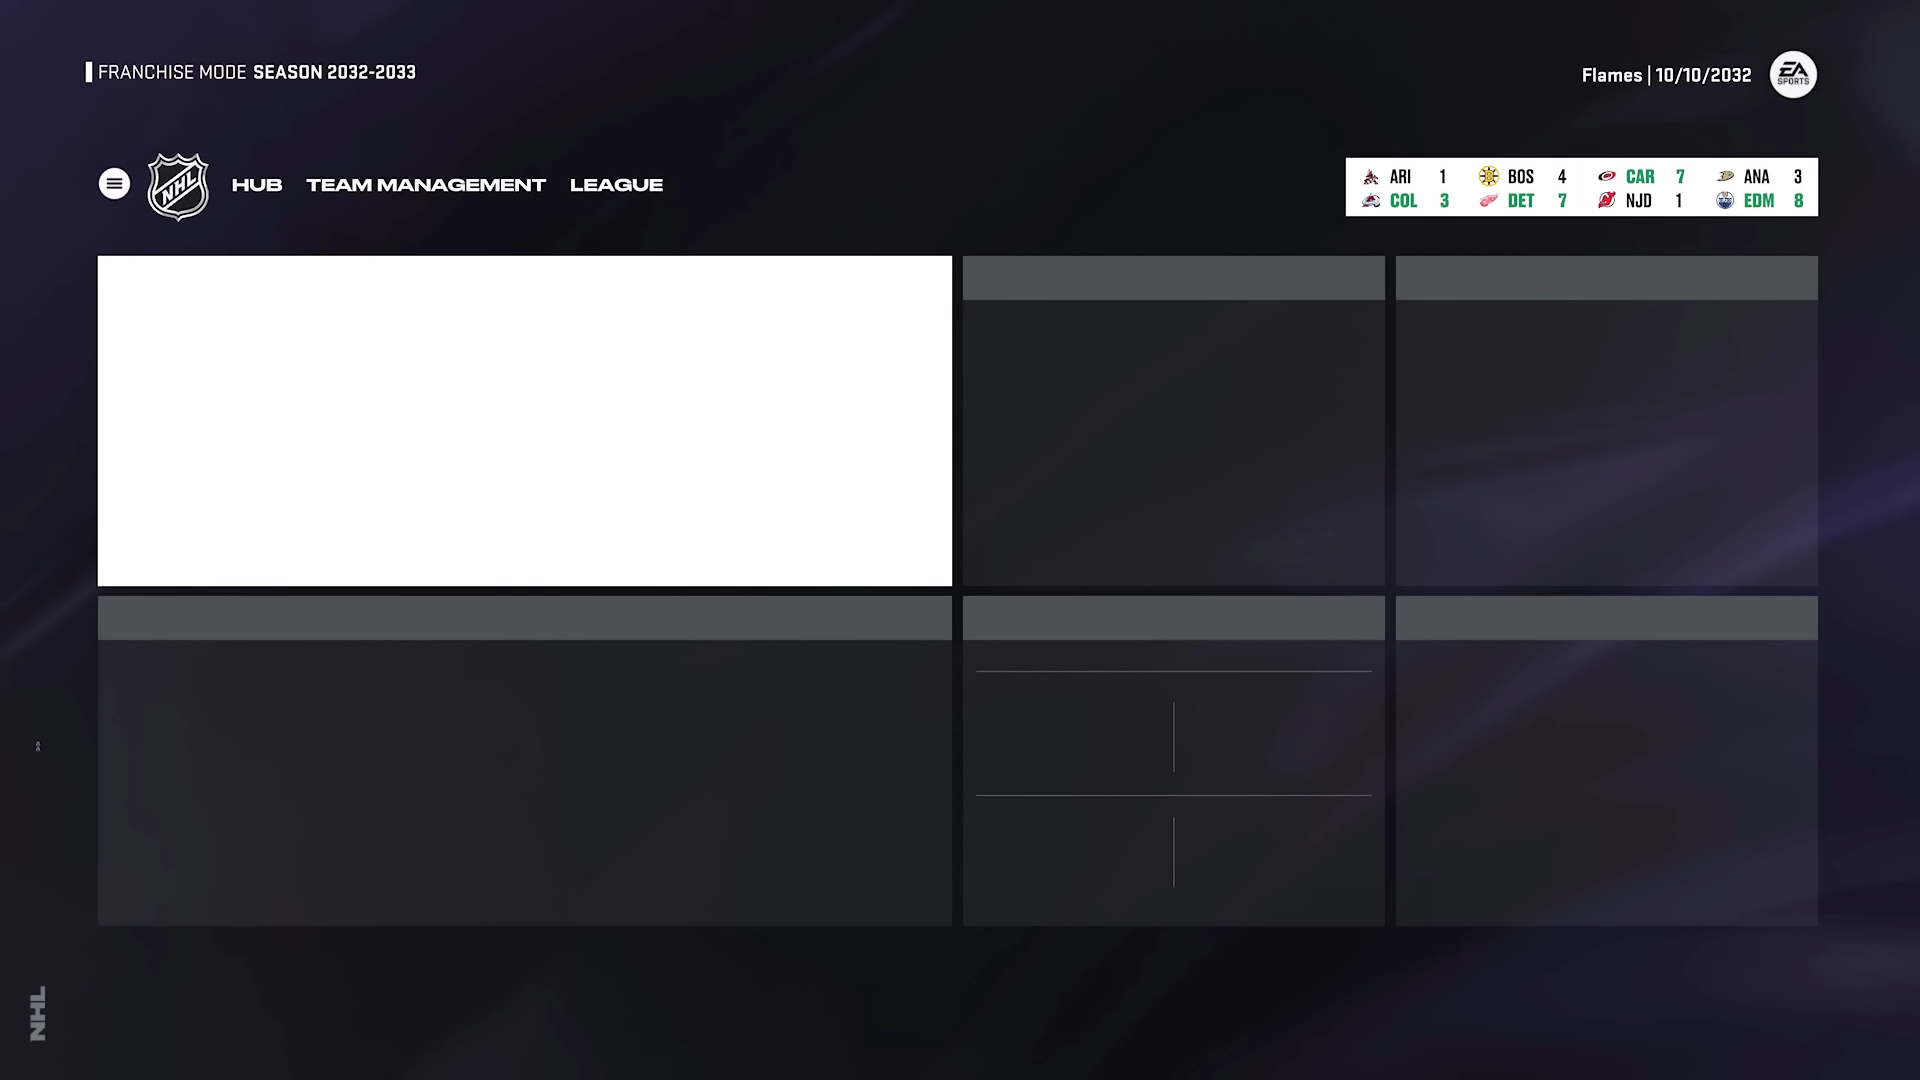 FRANCHISE MODE SEASON 2032-2033
Flames | 10/10/2032
EA
SPORTS
NHL
HUB
TEAM MANAGEMENT
LEAGUE
ARI 1 BOS 4 CAR 7 ANA 3
COL 3 DET 7 NJD 1 EDM 8
NHL